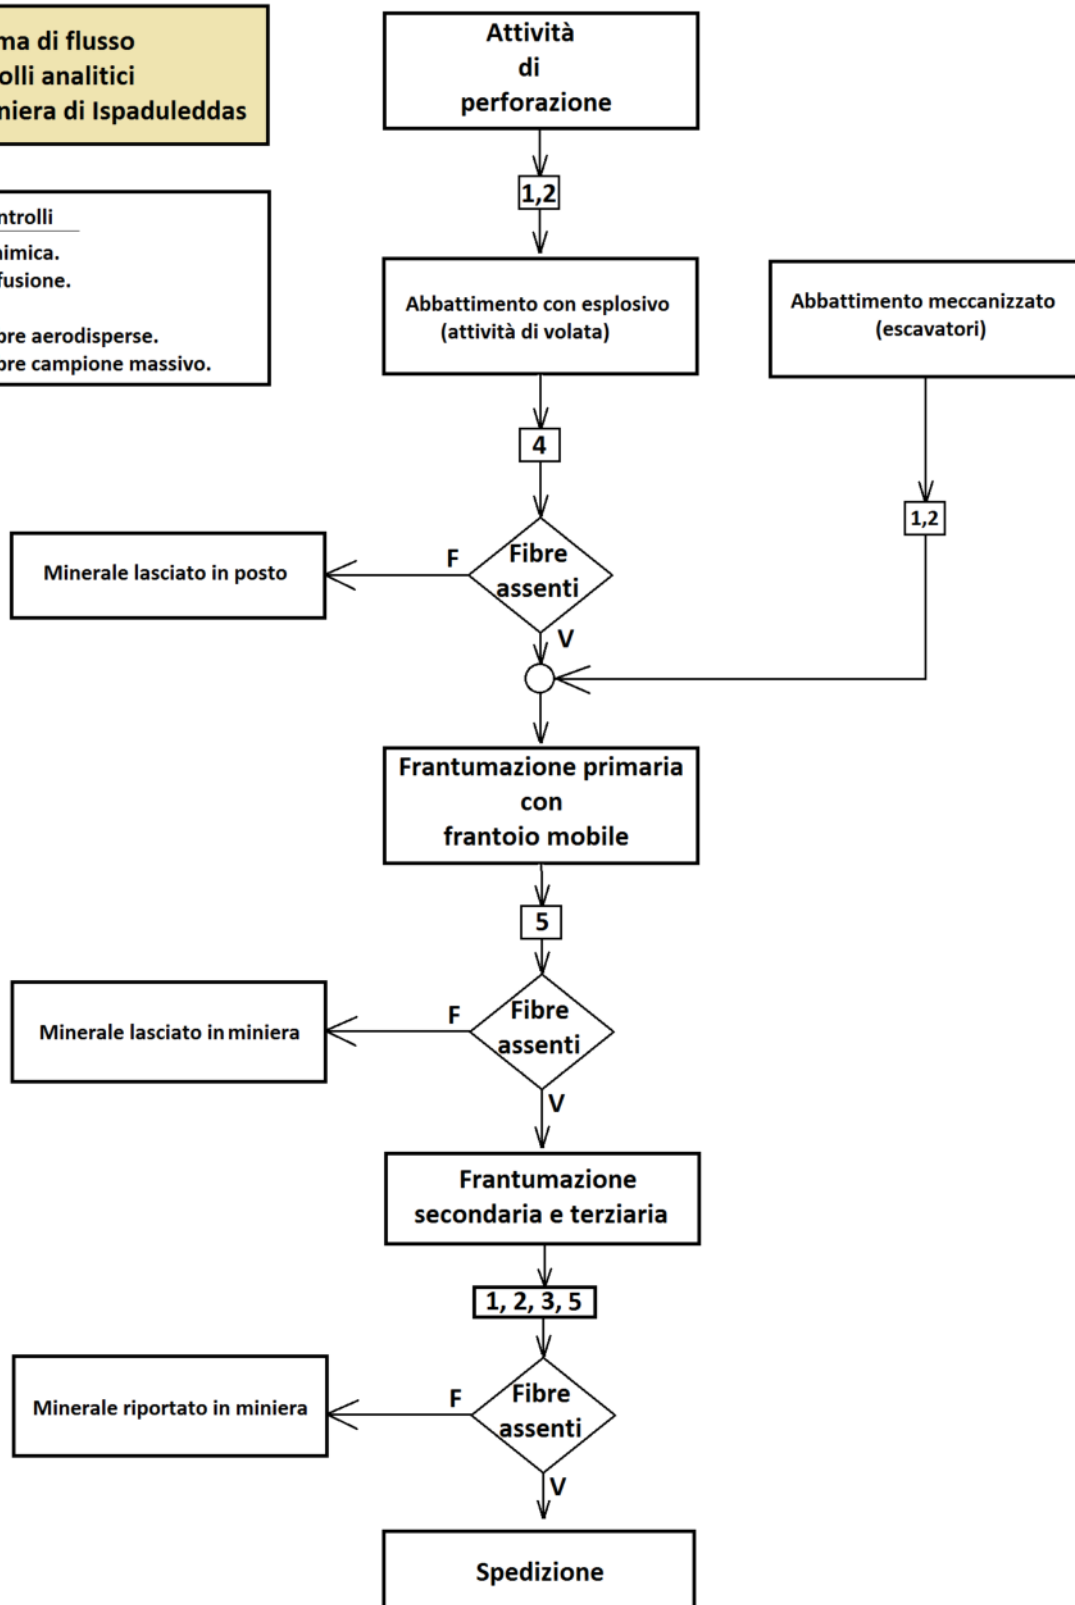 ma di flusso
olli analitici
niera di Ispaduleddas
ntrolli
nimica.
fusione.
bre aerodisperse.
bre campione massivo.
Attività
di
perforazione
1,2
Abbattimento con esplosivo
(attività di volata)
Abbattimento meccanizzato
(escavatori)
4
1,2
Fibre
assenti
F
V
Minerale lasciato in posto
Frantumazione primaria
con
frantoio mobile
5
Fibre
assenti
F
V
Minerale lasciato in miniera
Frantumazione
secondaria e terziaria
1, 2, 3, 5
Fibre
assenti
F
V
Minerale riportato in miniera
Spedizione